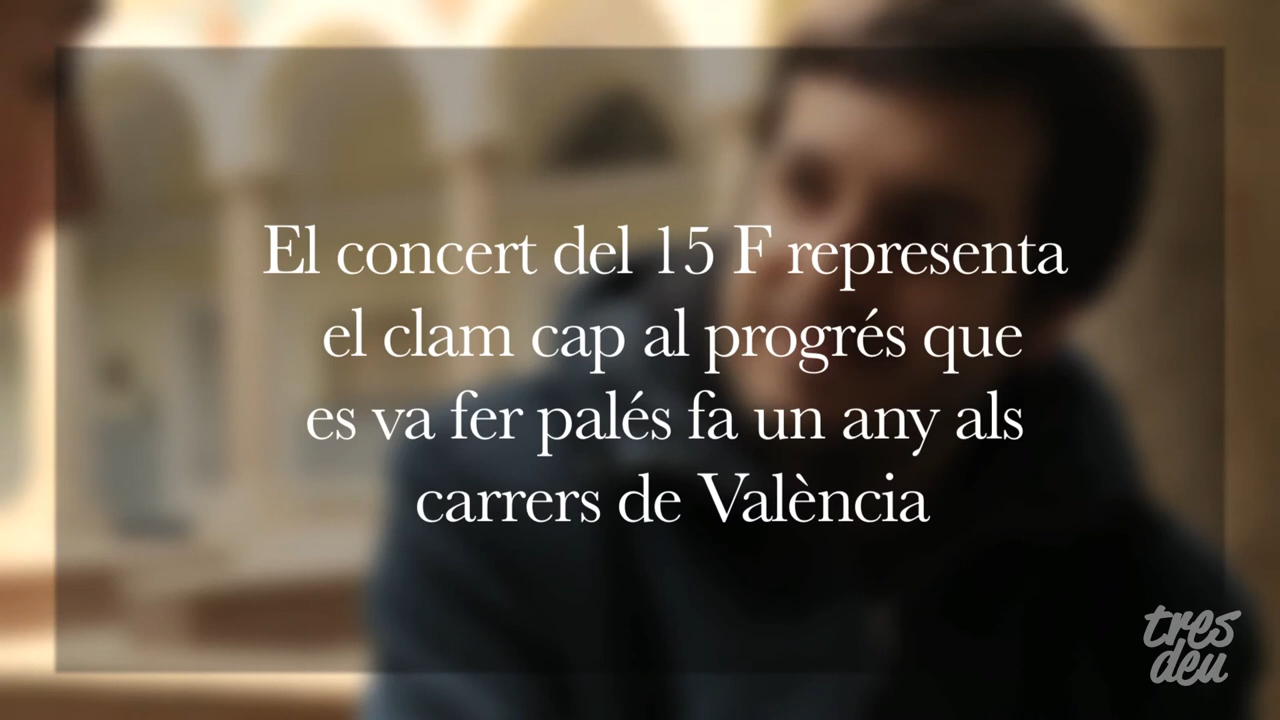 El concert del 15 F representa
el clam cap al progrés que
es va fer palés fa un any als
carrers de València
tres
deu